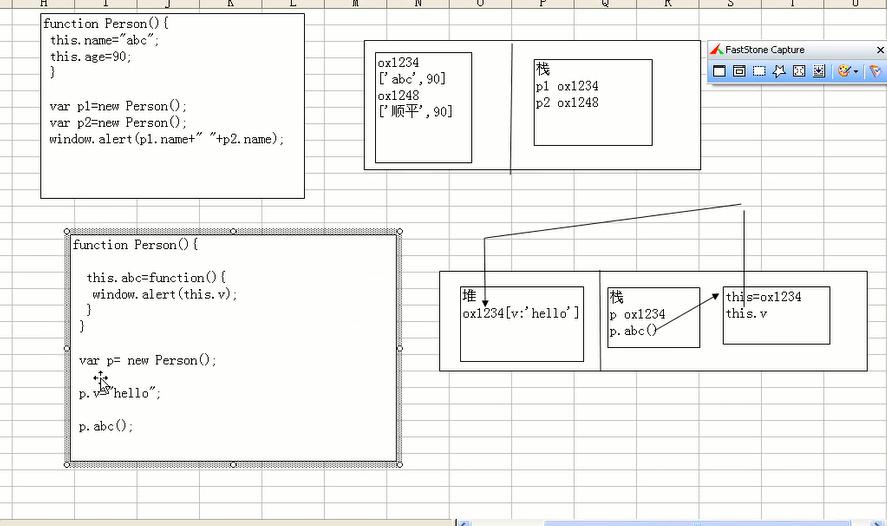 H I J K L M N O P Q R S T U
function Person(){
this.name="abc";
this.age=90;
}
var p1=new Person();
var p2=new Person();
window.alert(p1.name+" "+p2.name);
ox1234
['abc',90]
ox1248
['顺平',90]
栈
p1 ox1234
p2 ox1248
FastStone Capture
function Person(){
this.abc=function(){
window.alert(this.v);
}
}
var p= new Person();
p.v="hello";
p.abc();
堆
ox1234[v:'hello']
栈
p ox1234
p.abc()
this=ox1234
this.v